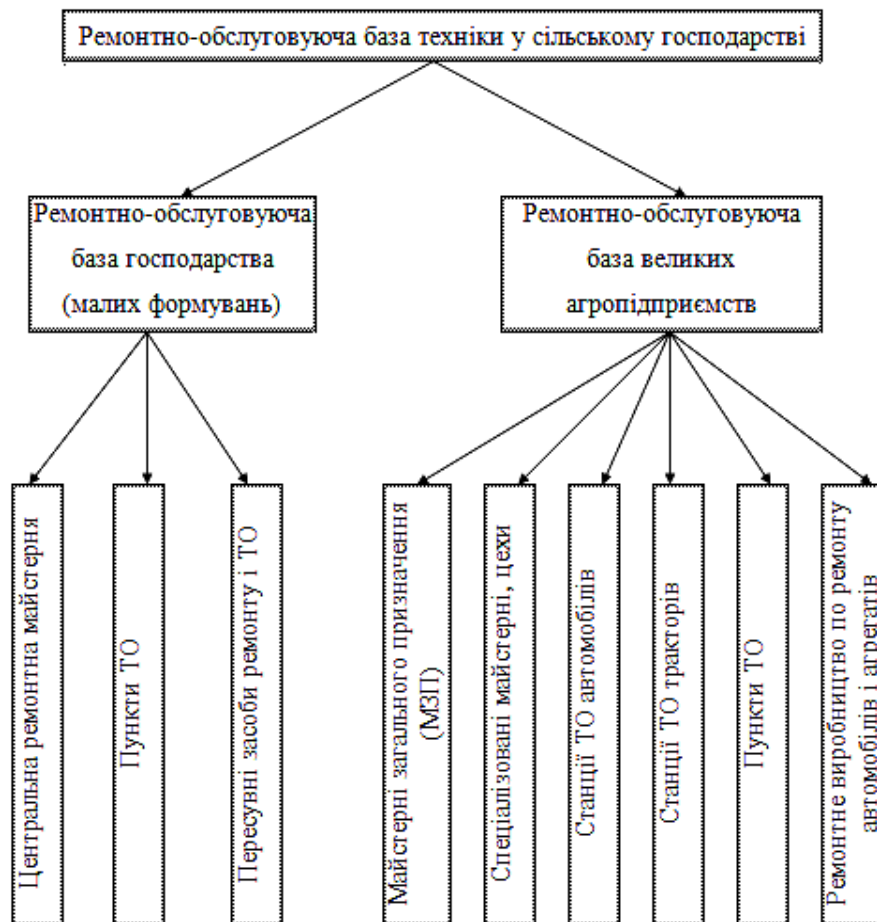 Ремонтно-обслуговуюча база техніки у сільському господарстві
Ремонтно-обслуговуюча
база господарства
(малих формувань)
Ремонтно-обслуговуюча
база великих
агропідприємств
Центральна ремонтна майстерня
Пункти ТО
Пересувні засоби ремонту і ТО
Майстерні загального призначення
(МЗП)
Спеціалізовані майстерні, цехи
Станції ТО автомобілів
Станції ТО тракторів
Пункти ТО
Ремонтне виробництво по ремонту
автомобілів і агрегатів